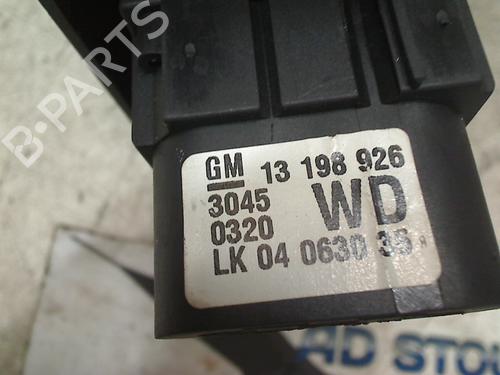 B-PARTS
GM 13 198 926
3045 WD
0320
LK 04 0630 35
AD STO